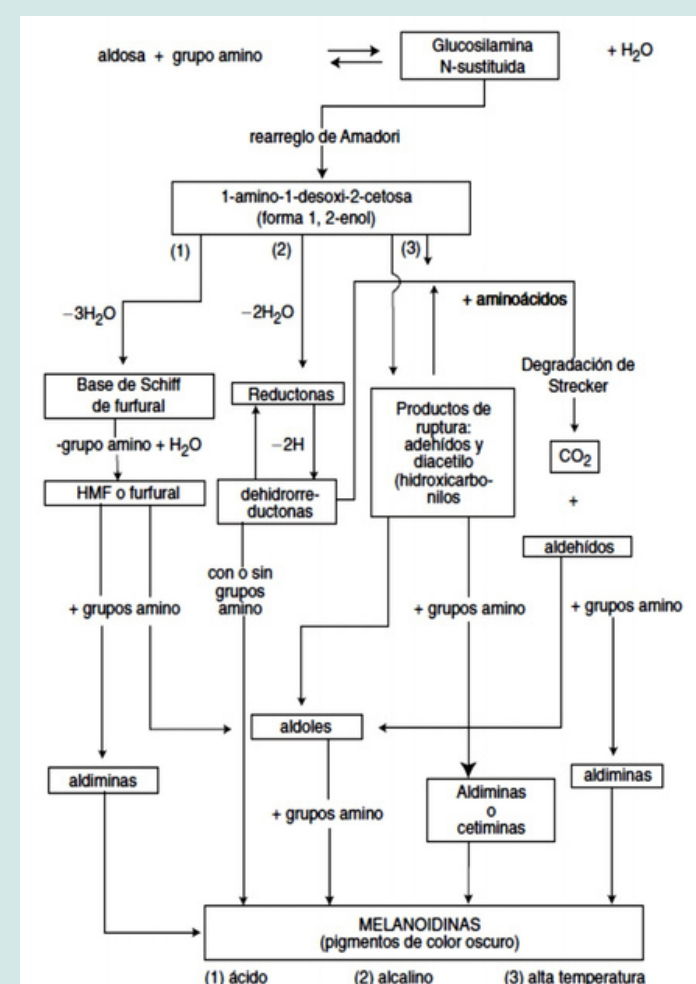 aldosa + grupo amino
Glucosilamina
N-sustituida
+ H₂O
rearreglo de Amadori
1-amino-1-desoxi-2-cetosa
(forma 1, 2-enol)
(1)
(2)
(3)
−3H₂O
−2H₂O
+ aminoácidos
Degradación de
Strecker
Base de Schiff
de furfural
Reductonas
Productos de
ruptura:
adehídos y
diacetilo
(hidroxicarbo-
nilos
-grupo amino + H₂O
−2H
CO₂
HMF o furfural
dehidrorre-
ductonas
+
aldehídos
con o sin
grupos
amino
+ grupos amino
+ grupos amino
+ grupos amino
aldoles
aldiminas
aldiminas
Aldiminas
o
cetiminas
+ grupos amino
MELANOIDINAS
(pigmentos de color oscuro)
(1) ácido
(2) alcalino
(3) alta temperatura